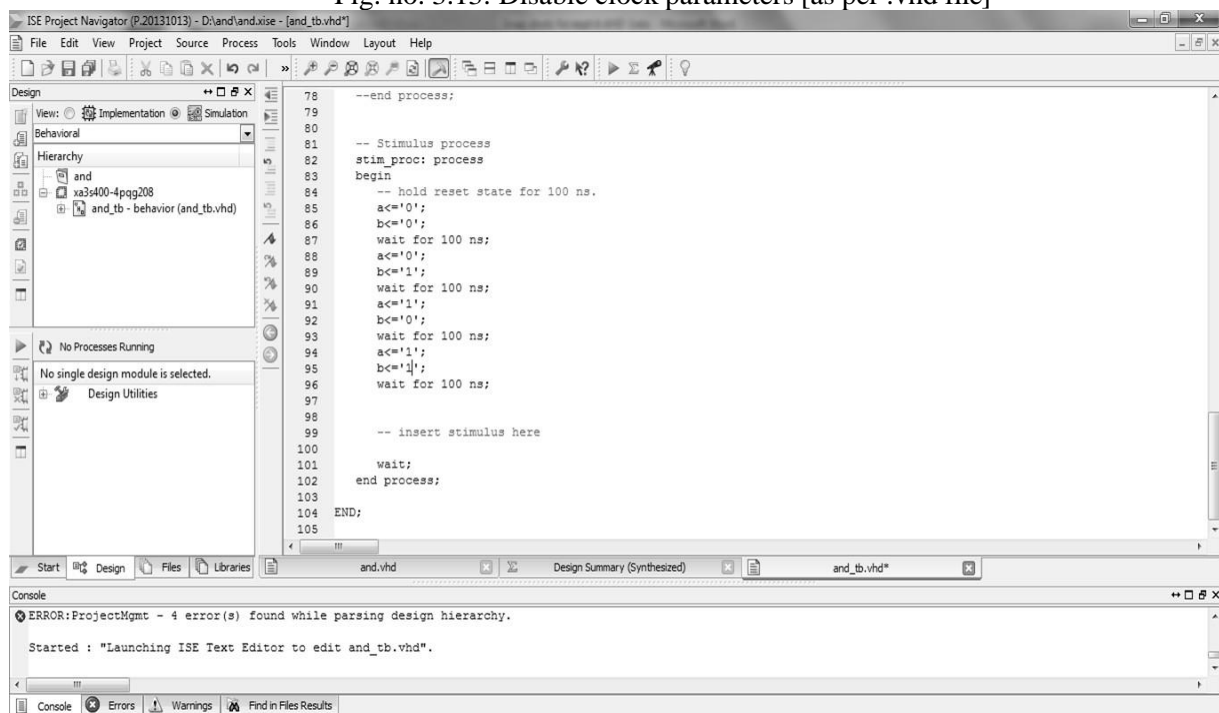 Fig. no. 3.13: Disable clock parameters [as per .vhd file]
ISE Project Navigator (P.20131013) - D:\and\and.xise - [and_tb.vhd*]
File Edit View Project Source Process Tools Window Layout Help
Design
View: Implementation Simulation
Behavioral
Hierarchy
and
xa3s400-4pqg208
and_tb - behavior (and_tb.vhd)
No Processes Running
No single design module is selected.
Design Utilities
78 --end process;
79
80
81 -- Stimulus process
82 stim_proc: process
83 begin
84 -- hold reset state for 100 ns.
85 a<='0';
86 b<='0';
87 wait for 100 ns;
88 a<='0';
89 b<='1';
90 wait for 100 ns;
91 a<='1';
92 b<='0';
93 wait for 100 ns;
94 a<='1';
95 b<='1';
96 wait for 100 ns;
97
98
99 -- insert stimulus here
100
101 wait;
102 end process;
103
104 END;
105
Start Design Files Libraries
and.vhd Design Summary (Synthesized) and_tb.vhd*
Console
ERROR:ProjectMgmt - 4 error(s) found while parsing design hierarchy.
Started : "Launching ISE Text Editor to edit and_tb.vhd".
Console Errors Warnings Find in Files Results